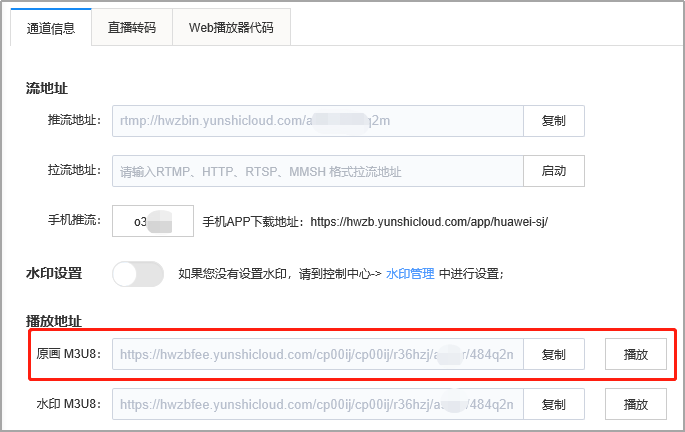 通道信息 直播转码 Web播放器代码
流地址
推流地址： rtmp://hwzbin.yunshicloud.com/a q2m 复制
拉流地址： 请输入RTMP、HTTP、RTSP、MMSH 格式拉流地址 启动
手机推流： o3 手机APP下载地址：https://hwzb.yunshicloud.com/app/huawei-sj/
水印设置 如果您没有设置水印，请到控制中心-> 水印管理 中进行设置；
播放地址
原画 M3U8： https://hwzbfee.yunshicloud.com/cp00ij/cp00ij/r36hzj/a r/484q2n 复制 播放
水印 M3U8： https://hwzbfee.yunshicloud.com/cp00ij/cp00ij/r36hzj/a /484q2n 复制 播放